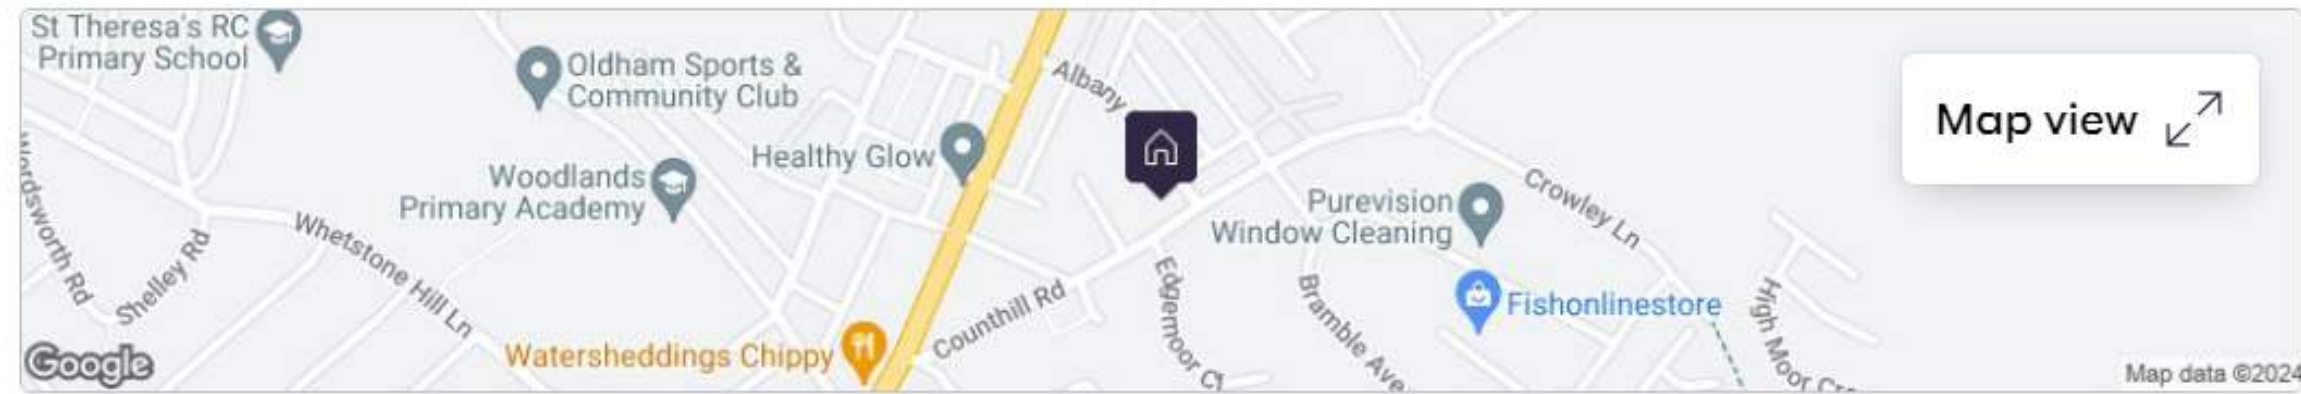 St Theresa's RC
Primary School
Oldham Sports &
Community Club
Albany
Map view
Healthy Glow
Woodlands
Primary Academy
Purevision
Window Cleaning
Crowley Ln
Wordsworth Rd
Shelley Rd
Whetstone Hill Ln
Edgemoor Cl
Bramble Ave
Fishonlinestore
High Moor Cre
Counthill Rd
Watersheddings Chippy
Google
Map data ©2024